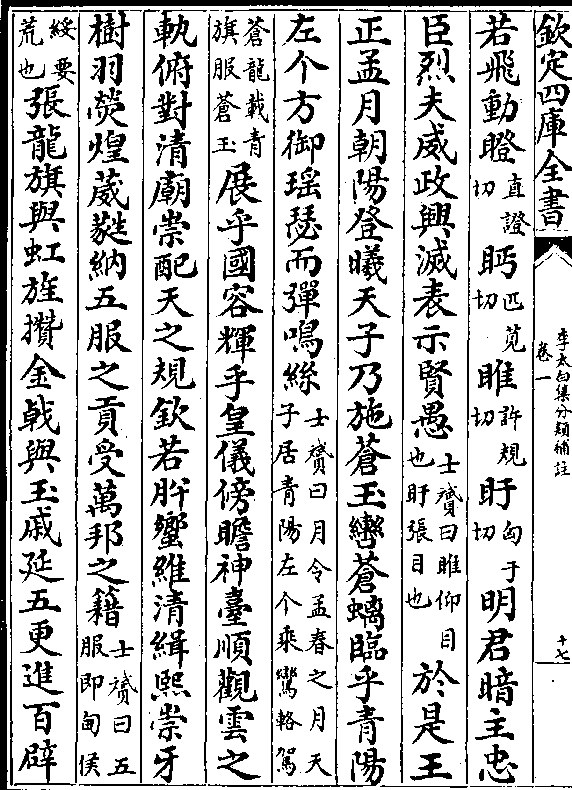 欽定四庫全書
李太白集分類補註
卷一
十七
若飛動瞪直證切眄匹莧切睢許規切盱匈于切明君暗主忠
臣烈夫威政興滅表示賢愚士贇曰睢仰目也盱張目也於是王
正孟月朝陽登曦天子乃施蒼玉轡蒼螭臨乎青陽
左个方御瑶瑟而彈鳴絲士贇曰月令孟春之月天子居青陽左个乘鸞輅駕
蒼龍載青旗服蒼玉展乎國容輝乎皇儀傍瞻神臺順觀雲之
軌俯對清廟崇配天之規欽若肸蠁維清緝熙崇牙
樹羽熒煌葳蕤納五服之貢受萬邦之籍士贇曰五服即甸侯
綏要荒也張龍旗與虹旌攢金戟與玉戚延五更進百辟